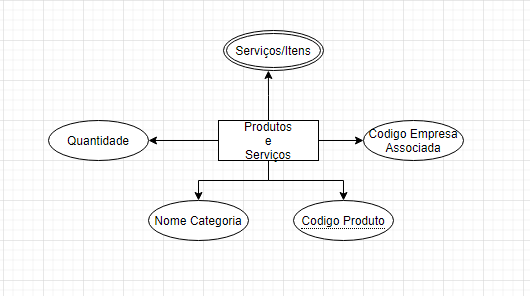 Serviços/Itens
Quantidade
Produtos
e
Serviços
Codigo Empresa
Associada
Nome Categoria
Codigo Produto